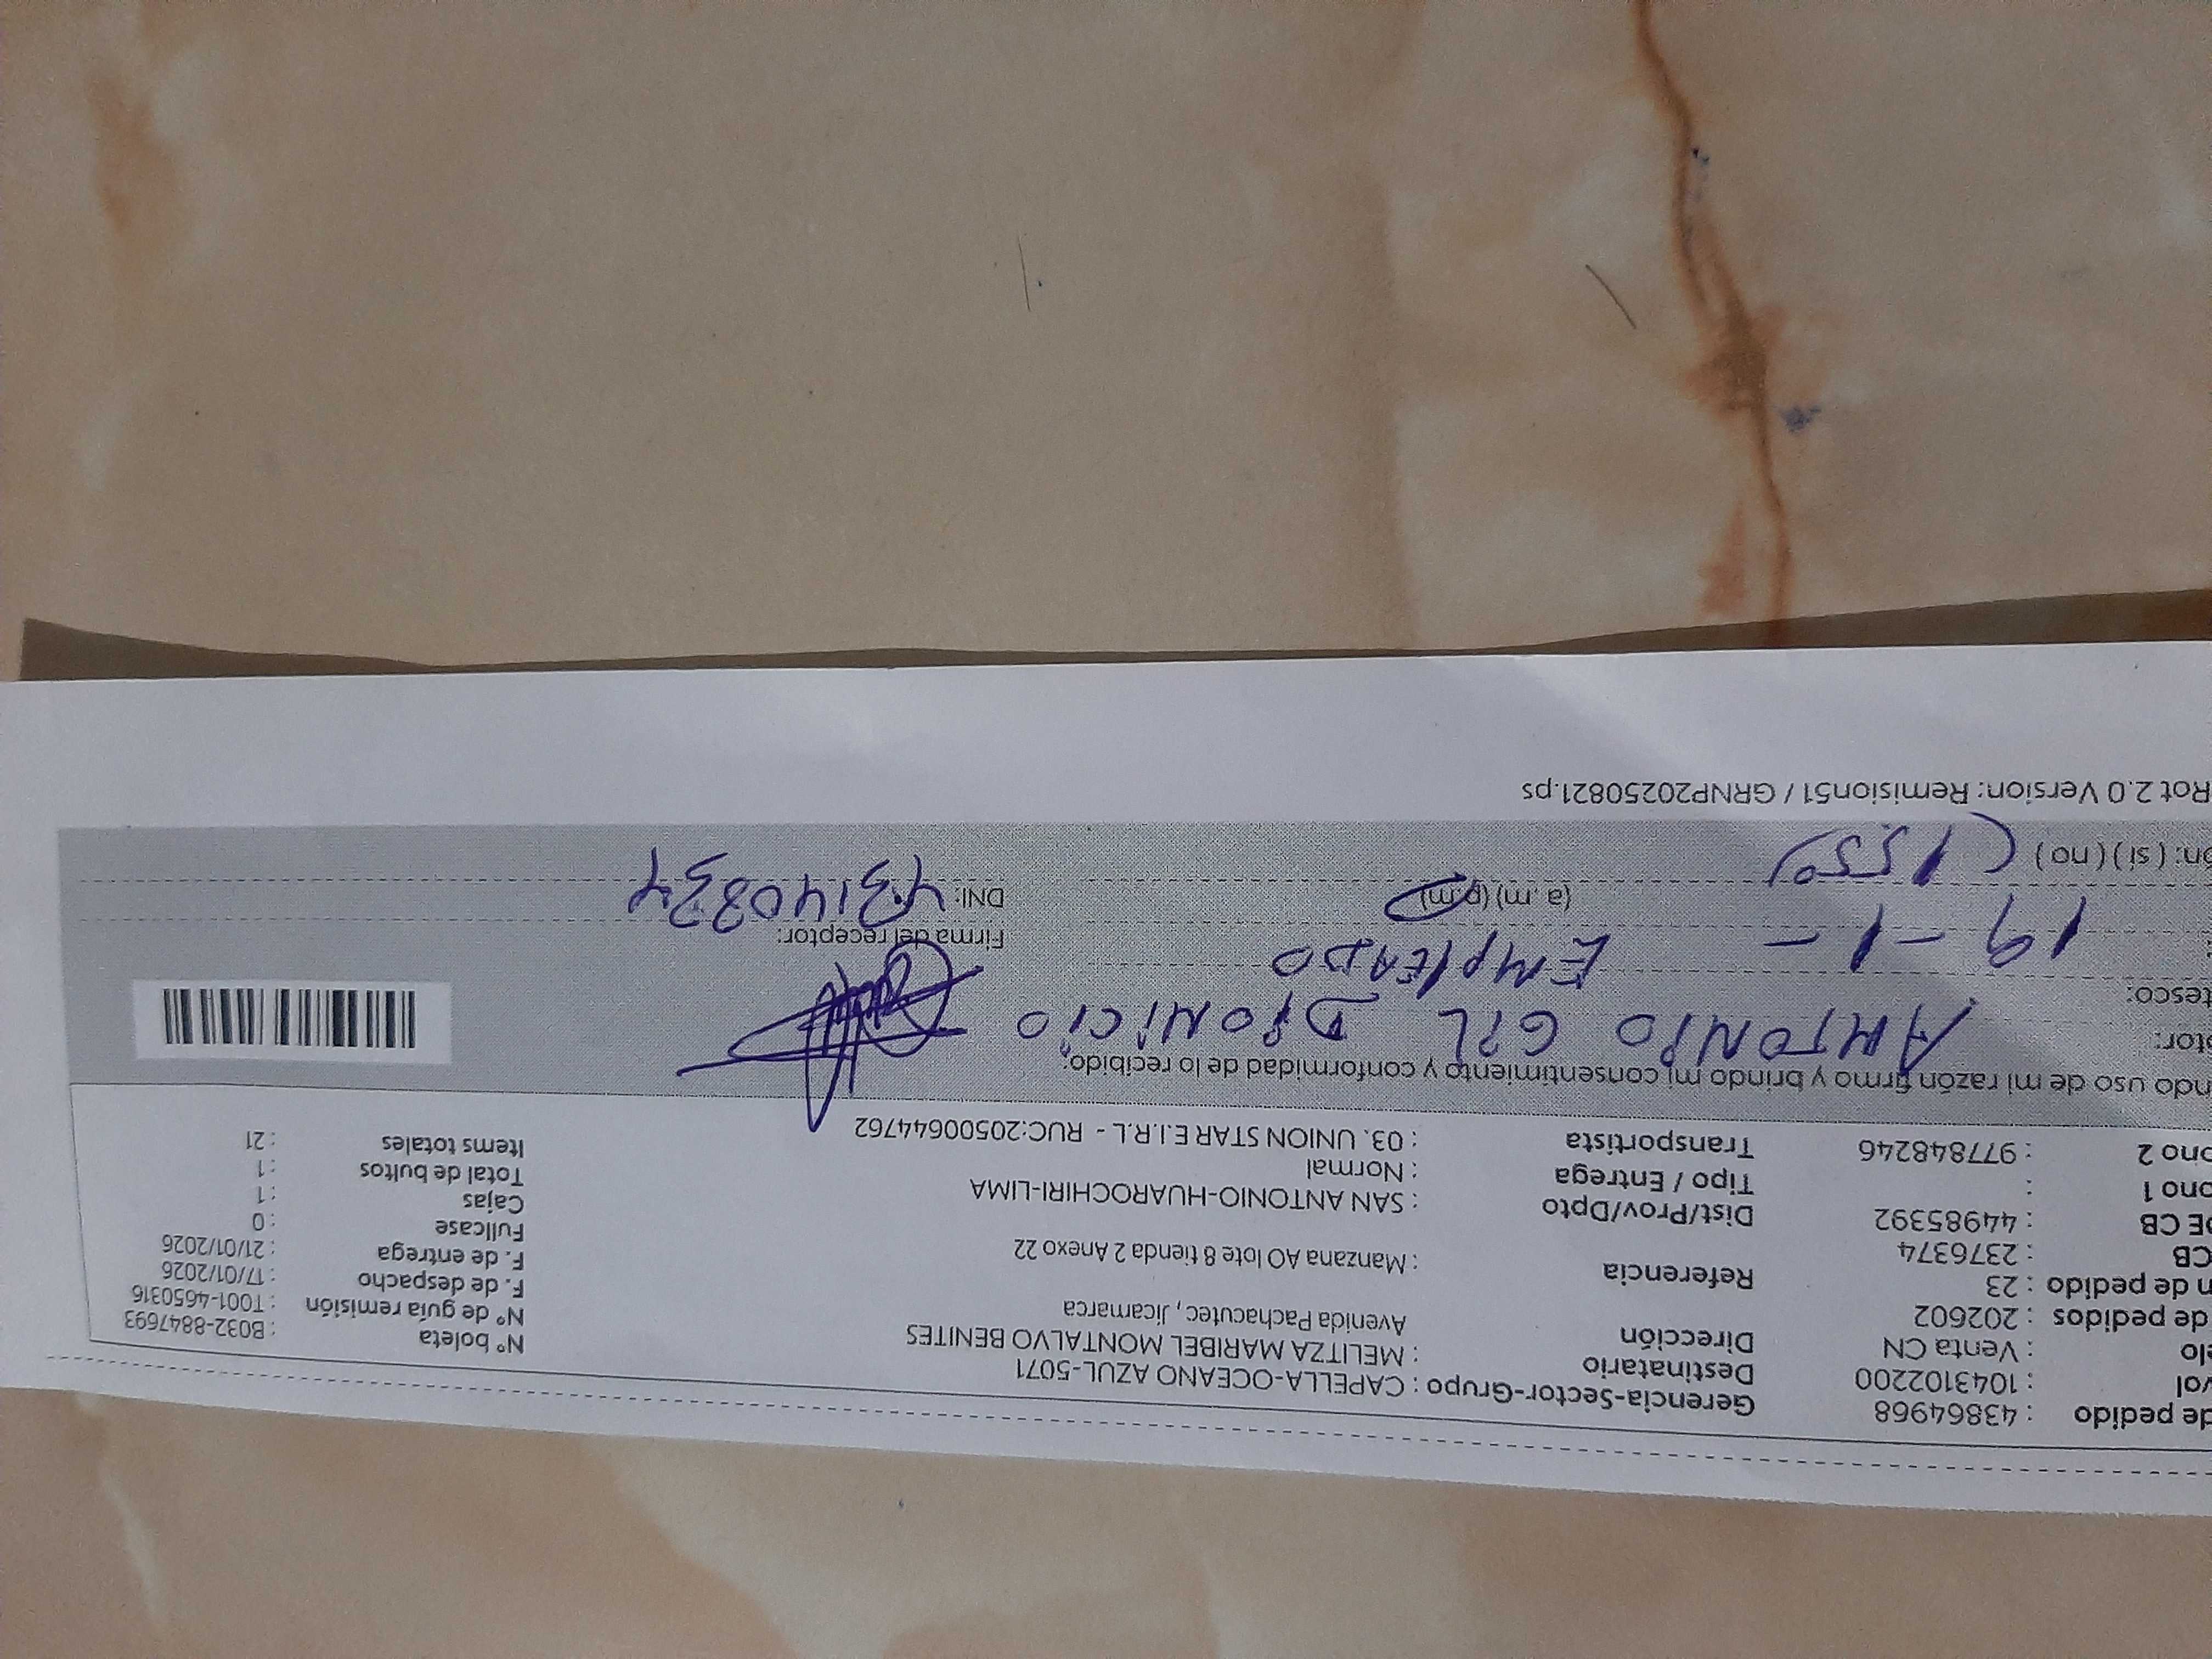 de pedido : 43864968
vol : 1043102200
elo : Venta CN
de pedidos : 202602
n de pedido : 23
CB : 2376374
DE CB : 44985392
ono 1 :
ono 2 : 977848246
Gerencia-Sector-Grupo : CAPELLA-OCEANO AZUL-5071
Destinatario : MELITZA MARIBEL MONTALVO BENITES
Dirección Avenida Pachacutec , Jicamarca
Referencia : Manzana AO lote 8 tienda 2 Anexo 22
Dist/Prov/Dpto : SAN ANTONIO-HUAROCHIRI-LIMA
Tipo / Entrega : Normal
Transportista : 03. UNION STAR E.I.R.L - RUC:20500644762
N° boleta : B032-8847693
N° de guía remisión : T001-4650316
F. de despacho : 17/01/2026
F. de entrega : 21/01/2026
Fullcase : 0
Cajas : 1
Total de bultos : 1
Items totales : 21
ndo uso de mi razón firmo y brindo mi consentimiento y conformidad de lo recibido:
ptor: ANTONIO GIL DIONICIO
tesco: EMPLEADO
Firma del receptor:
19-1- (a .m) (p.m)
DNI: 43140834
ón: ( sí ) ( no ) (1550)
Rot 2.0 Version: Remision51 / GRNP20250821.ps